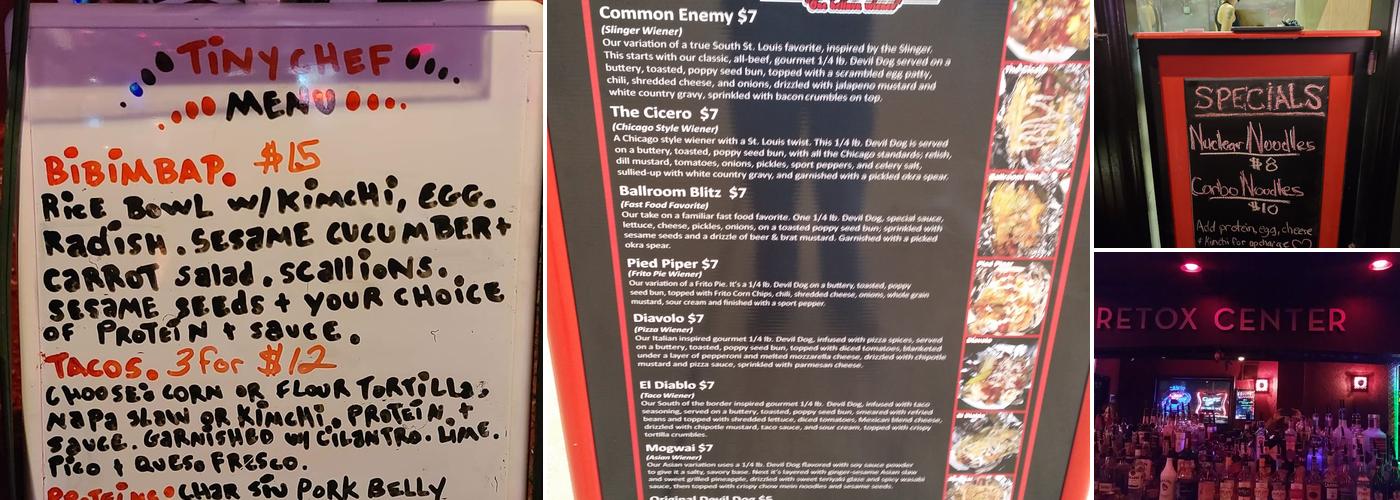 TiNY CHEF
MENU
BiBiMBAP. $15
RiCE BOWL W/ KiMCHi, EGG.
RadiSH. SESAME CUCUMBER +
CARROT Salad. SCALLiONS.
SESAME SEEDS + YOUR CHOiCE
OF PROTEiN + SaUCE.
TACOS. 3 for $12
CHOOSE: CORN OR FLOUR TORTiLLa,
NaPa SLaW OR KiMCHi, PROTEiN, +
SaUCE. GARNiSHED W/ CiLANTRO. LiME.
PiCO + QUESO FRESCO.
PROTEiNS: CHAR SiU PORK BELLY
Our Deluxe Wiener
Common Enemy $7
(Slinger Wiener)
Our variation of a true South St. Louis favorite, inspired by the Slinger.
This starts with our classic, all-beef, gourmet 1/4 lb. Devil Dog served on a
buttery, toasted, poppy seed bun, topped with a scrambled egg patty,
chili, shredded cheese, and onions, drizzled with jalapeno mustard and
white country gravy, sprinkled with bacon crumbles on top.
The Cicero $7
(Chicago Style Wiener)
A Chicago style wiener with a St. Louis twist. This 1/4 lb. Devil Dog is served
on a buttery, toasted, poppy seed bun, with all the Chicago standards; relish,
dill mustard, tomatoes, onions, pickles, sport peppers, and celery salt,
sullied-up with white country gravy, and garnished with a pickled okra spear.
Ballroom Blitz $7
(Fast Food Favorite)
Our take on a familiar fast food favorite. One 1/4 lb. Devil Dog, special sauce,
lettuce, cheese, pickles, onions, on a toasted poppy seed bun; sprinkled with
sesame seeds and a drizzle of beer & brat mustard. Garnished with a picked
okra spear.
Pied Piper $7
(Frito Pie Wiener)
Our variation of a Frito Pie. It's a 1/4 lb. Devil Dog on a buttery, toasted, poppy
seed bun, topped with Frito Corn Chips, chili, shredded cheese, onions, whole grain
mustard, sour cream and finished with a sport pepper.
Diavolo $7
(Pizza Wiener)
Our Italian inspired gourmet 1/4 lb. Devil Dog, infused with pizza spices, served
on a buttery, toasted, poppy seed bun, topped with diced tomatoes, blanketed
under a layer of pepperoni and melted mozzarella cheese, drizzled with chipotle
mustard and pizza sauce, sprinkled with parmesan cheese.
El Diablo $7
(Taco Wiener)
Our South of the border inspired gourmet 1/4 lb. Devil Dog, infused with taco
seasoning, served on a buttery, toasted, poppy seed bun, smeared with refried
beans and topped with shredded lettuce, diced tomatoes, Mexican blend cheese,
drizzled with chipotle mustard, taco sauce, and sour cream, topped with crispy
tortilla crumbles.
Mogwai $7
(Asian Wiener)
Our Asian variation uses a 1/4 lb. Devil Dog flavored with soy sauce powder
to give it a salty, savory base. Next it's layered with ginger-sesame Asian slaw
and sweet grilled pineapple, drizzled with sweet teriyaki glaze and spicy wasabi
sauce, then topped with crispy chow mein noodles and sesame seeds.
Original Devil Dog $6
The Cicero
Ballroom Blitz
Pied Piper
Diavolo
El Diablo
Mogwai
SPECIALS
Nuclear Noodles
$8
Carbo Noodles
$10
Add protein, egg, cheese
+ Kimchi for upcharge
RETOX CENTER